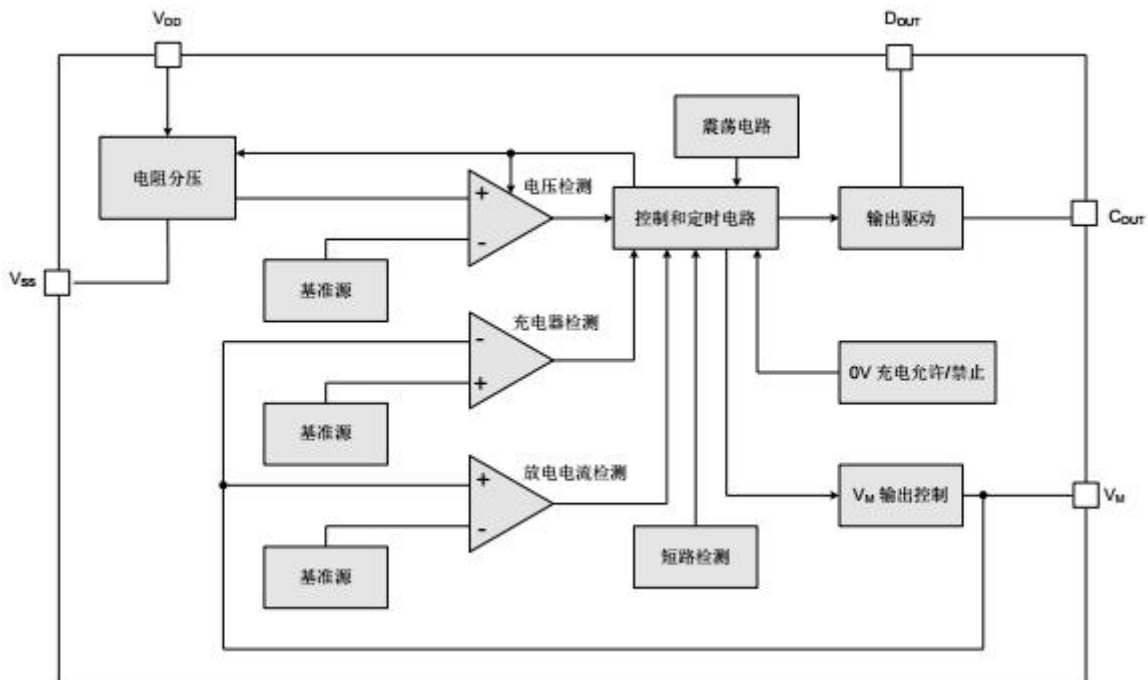 VDD
DOUT
震荡电路
电阻分压
电压检测
+
-
控制和定时电路
输出驱动
COUT
VSS
基准源
充电器检测
-
+
0V 充电允许/禁止
基准源
放电电流检测
+
-
VM 输出控制
VM
短路检测
基准源